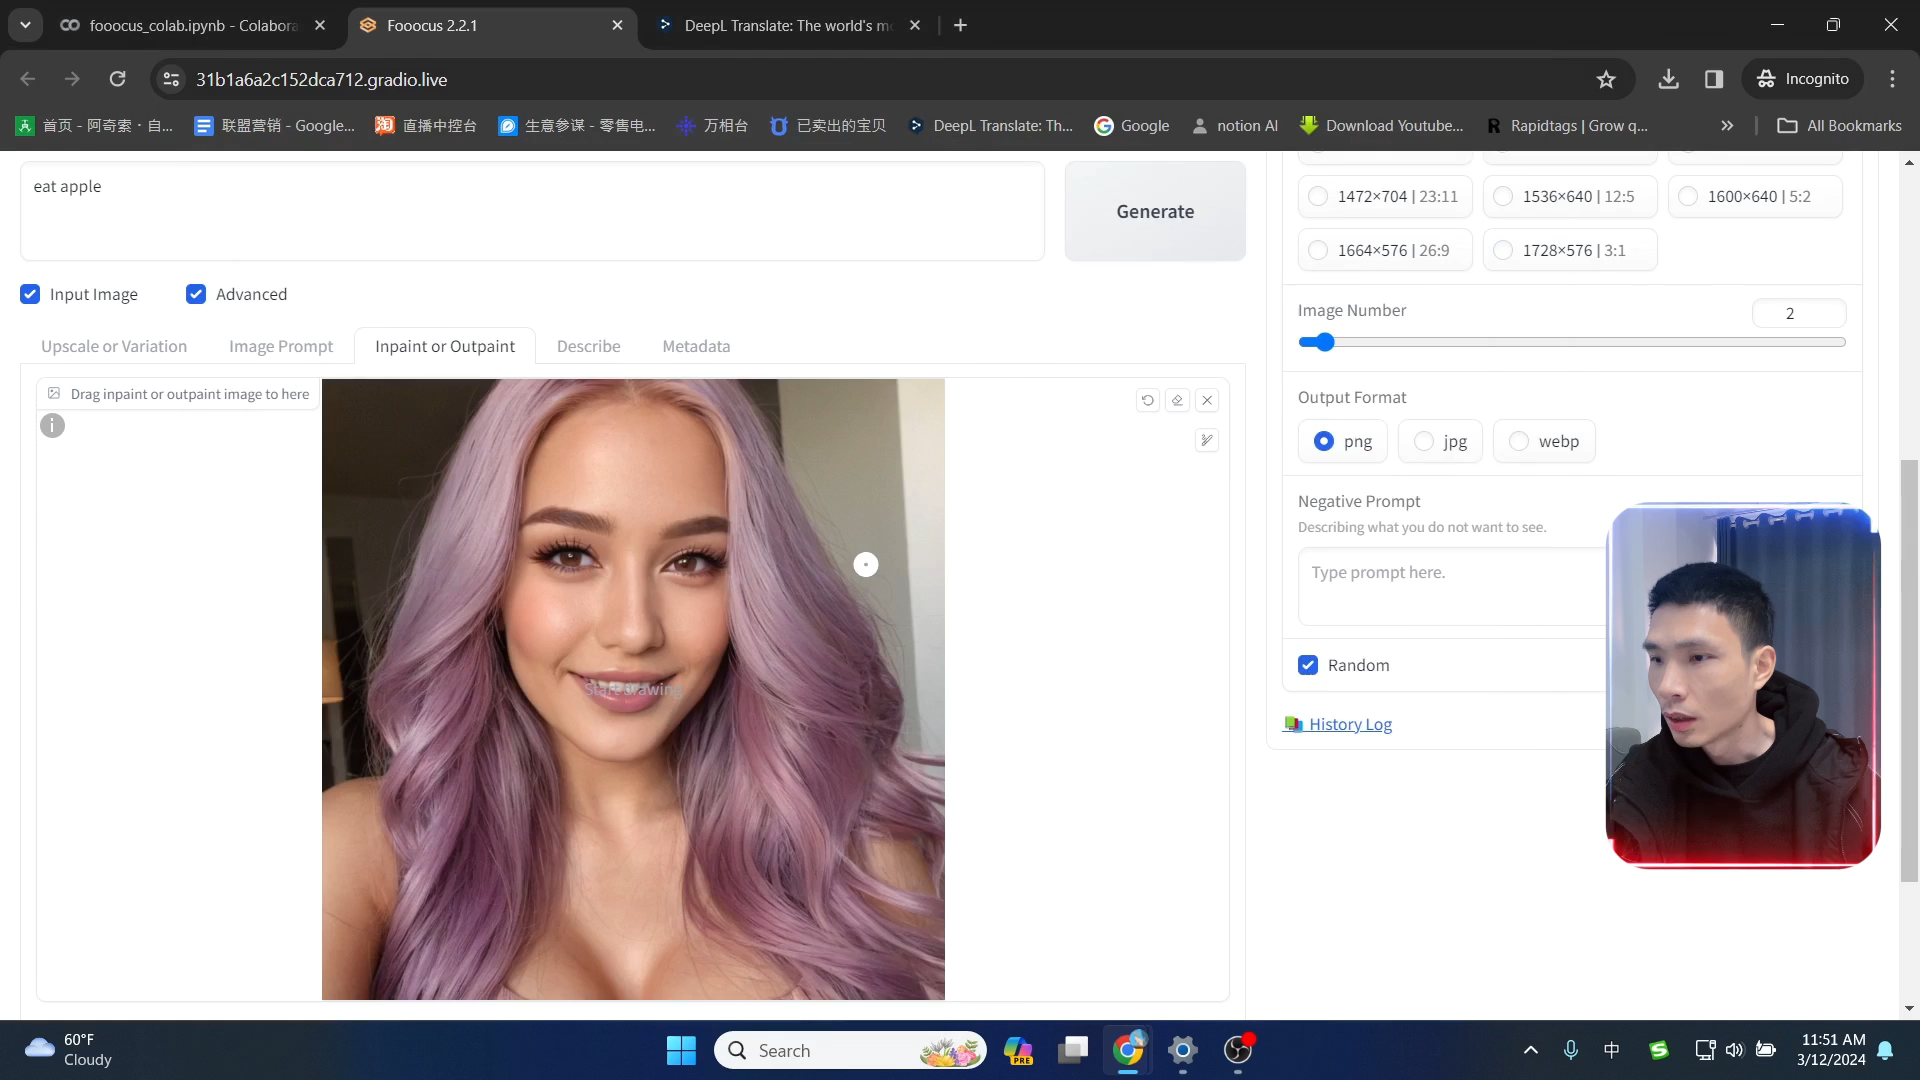 fooocus_colab.ipynb - Colabora
Fooocus 2.2.1
DeepL Translate: The world's m
31b1a6a2c152dca712.gradio.live
Incognito
首页 - 阿奇索・自...
联盟营销 - Google...
直播中控台
生意参谋 - 零售电...
万相台
已卖出的宝贝
DeepL Translate: Th...
Google
notion AI
Download Youtube...
Rapidtags | Grow q...
All Bookmarks
eat apple
Generate
1472×704 | 23:11
1536×640 | 12:5
1600×640 | 5:2
1664×576 | 26:9
1728×576 | 3:1
Input Image
Advanced
Image Number
2
Upscale or Variation
Image Prompt
Inpaint or Outpaint
Describe
Metadata
Drag inpaint or outpaint image to here
Output Format
png
jpg
webp
Negative Prompt
Describing what you do not want to see.
Type prompt here.
Start drawing
Random
History Log
60°F
Cloudy
Search
PRE
中
11:51 AM
3/12/2024